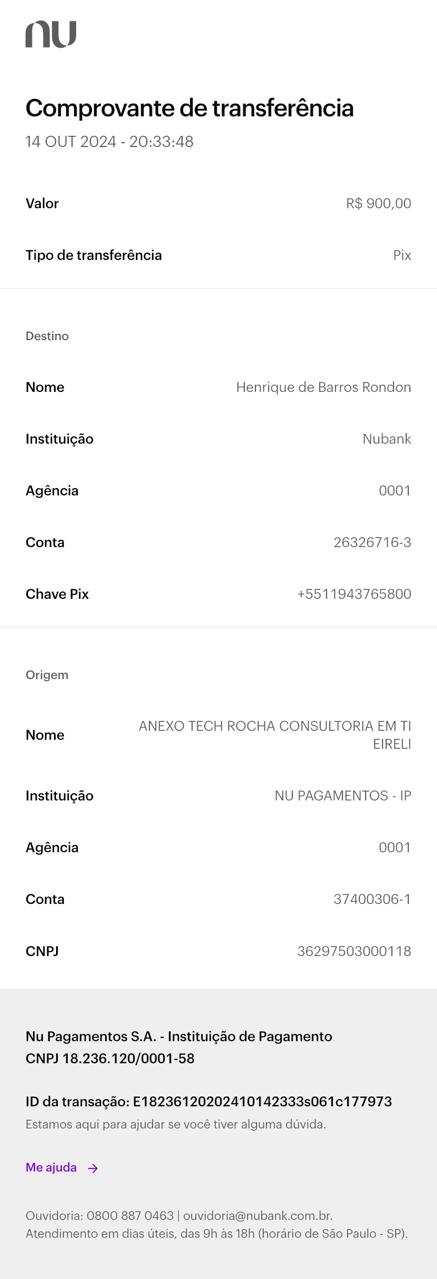 nu
Comprovante de transferência
14 OUT 2024 - 20:33:48
Valor R$ 900,00
Tipo de transferência Pix
Destino
Nome Henrique de Barros Rondon
Instituição Nubank
Agência 0001
Conta 26326716-3
Chave Pix +5511943765800
Origem
Nome ANEXO TECH ROCHA CONSULTORIA EM TI
EIRELI
Instituição NU PAGAMENTOS - IP
Agência 0001
Conta 37400306-1
CNPJ 36297503000118
Nu Pagamentos S.A. - Instituição de Pagamento
CNPJ 18.236.120/0001-58
ID da transação: E18236120202410142333s061c177973
Estamos aqui para ajudar se você tiver alguma dúvida.
Me ajuda →
Ouvidoria: 0800 887 0463 | ouvidoria@nubank.com.br.
Atendimento em dias úteis, das 9h às 18h (horário de São Paulo - SP).